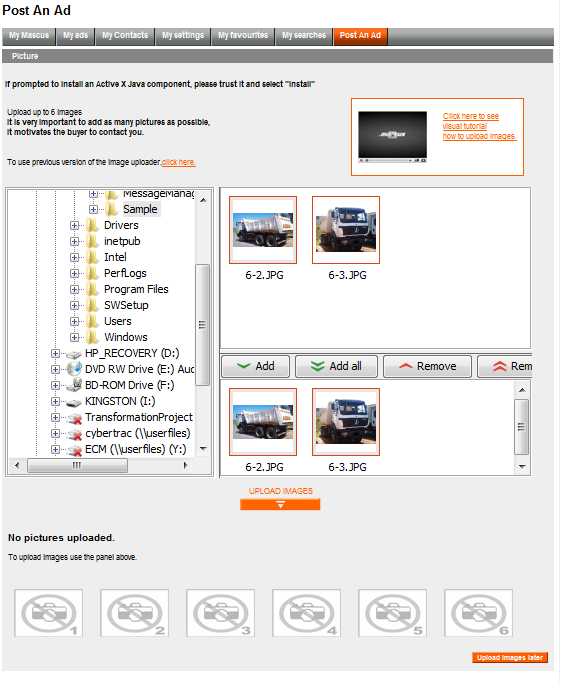 Post An Ad
My Mascus My ads My Contacts My settings My favourites My searches Post An Ad
Picture
If prompted to install an Active X Java component, please trust it and select "Install"
Upload up to 6 images
It is very important to add as many pictures as possible,
it motivates the buyer to contact you.
To use previous version of the image uploader,click here.
Click here to see
visual tutorial
how to upload images.
MessageManag
Sample
Drivers
inetpub
Intel
PerfLogs
Program Files
SWSetup
Users
Windows
HP_RECOVERY (D:)
DVD RW Drive (E:) Aud
BD-ROM Drive (F:)
KINGSTON (I:)
TransformationProject
cybertrac (\\userfiles)
ECM (\\userfiles) (Y:)
6-2.JPG 6-3.JPG
Add Add all Remove Rem
6-2.JPG 6-3.JPG
UPLOAD IMAGES
No pictures uploaded.
To upload images use the panel above.
1 2 3 4 5 6
Upload images later